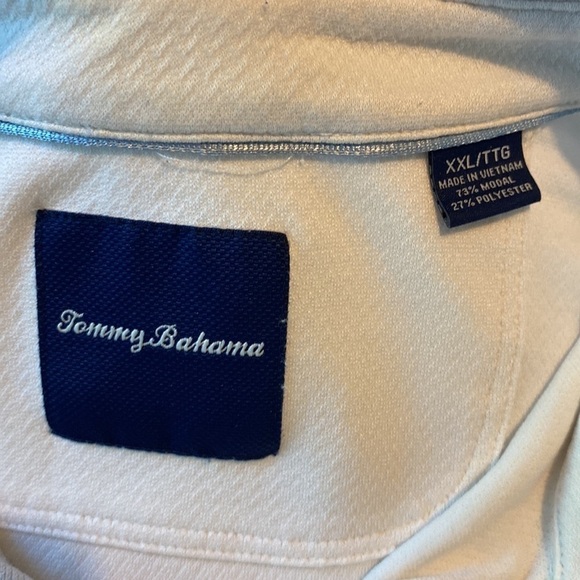 XXL/TTG
MADE IN VIETNAM
73% MODAL
27% POLYESTER
Tommy Bahama